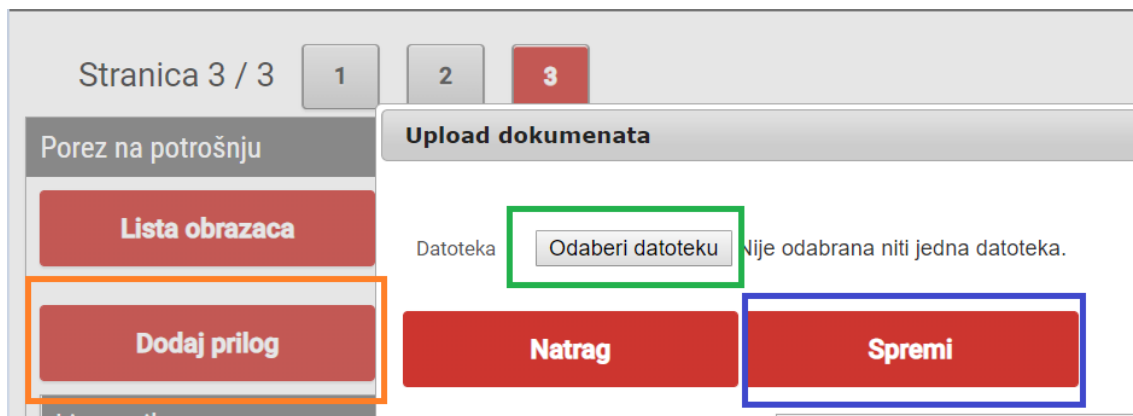 Stranica 3 / 3 1 2 3
Porez na potrošnju
Upload dokumenata
Lista obrazaca
Datoteka Odaberi datoteku Nije odabrana niti jedna datoteka.
Dodaj prilog
Natrag Spremi